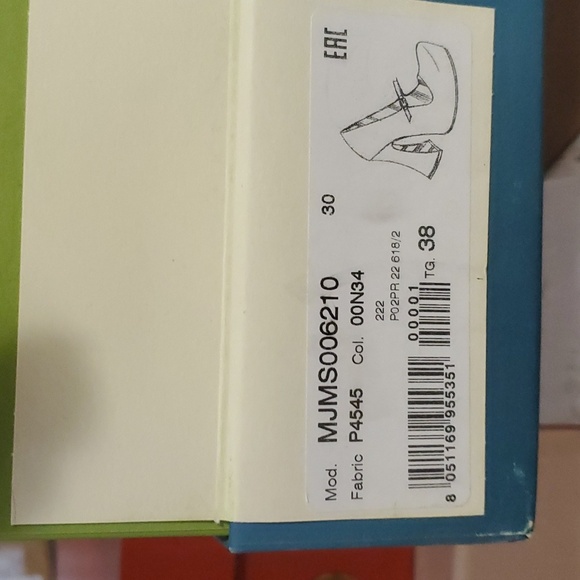 EAC
Mod. MJMS006210 30
Fabric P4545 Col. 00N34
222
P02PR 22 618/2
00001 TG. 38
8 051169 955351